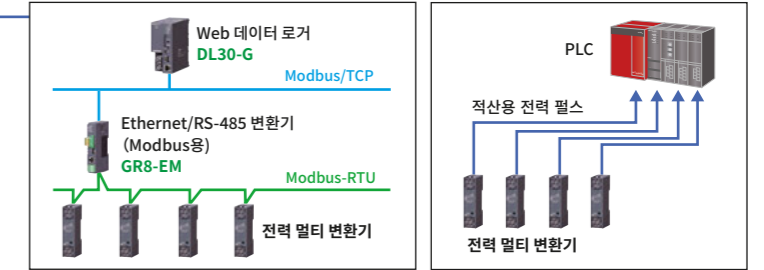 Web 데이터 로거
DL30-G
Modbus/TCP
Ethernet/RS-485 변환기
(Modbus용)
GR8-EM
Modbus-RTU
전력 멀티 변환기
PLC
적산용 전력 펄스
전력 멀티 변환기